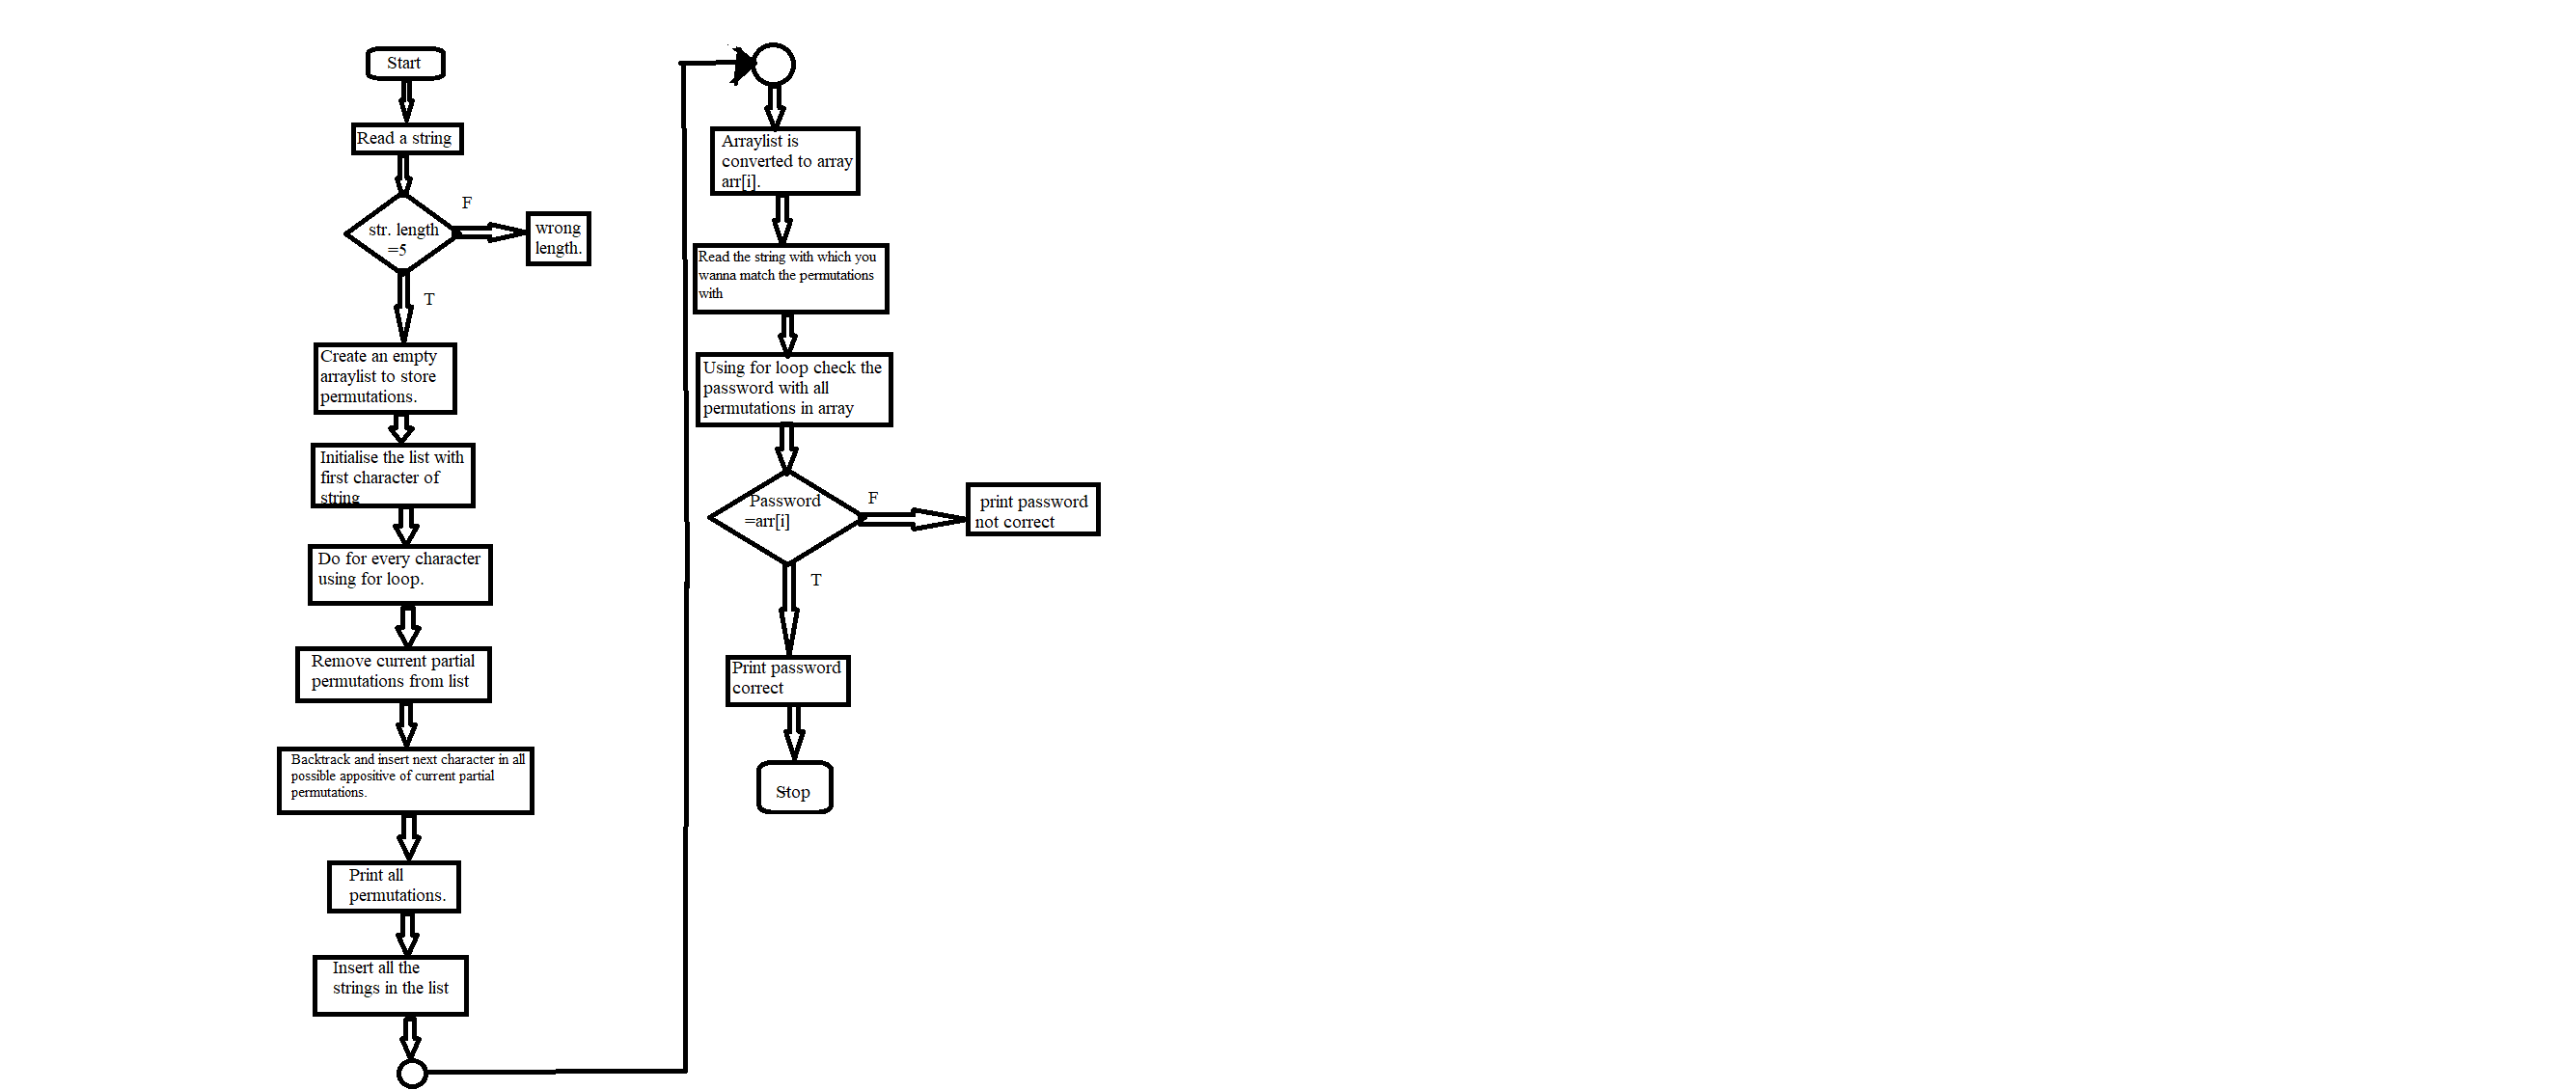 Start
Read a string
str. length
=5
F
wrong
length.
T
Create an empty
arraylist to store
permutations.
Initialise the list with
first character of
string
Do for every character
using for loop.
Remove current partial
permutations from list
Backtrack and insert next character in all
possible appositive of current partial
permutations.
Print all
permutations.
Insert all the
strings in the list
Arraylist is
converted to array
arr[i].
Read the string with which you
wanna match the permutations
with
Using for loop check the
password with all
permutations in array
Password
=arr[i]
F
print password
not correct
T
Print password
correct
Stop